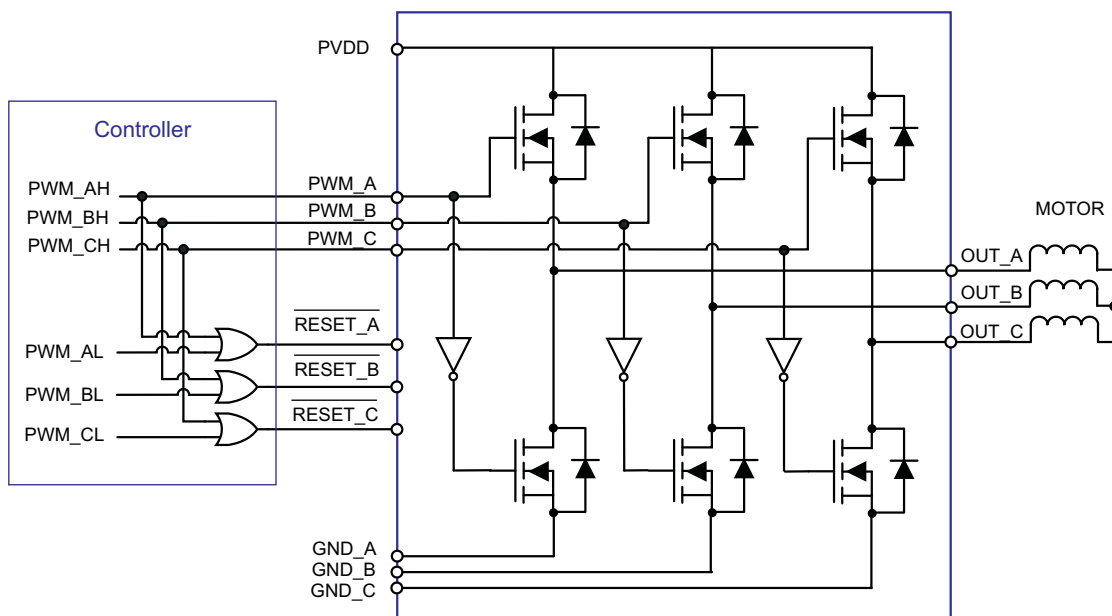 PVDD
Controller
PWM_AH
PWM_A
PWM_BH
PWM_B
MOTOR
PWM_CH
PWM_C
OUT_A
OUT_B
OUT_C
RESET_A
PWM_AL
RESET_B
PWM_BL
RESET_C
PWM_CL
GND_A
GND_B
GND_C